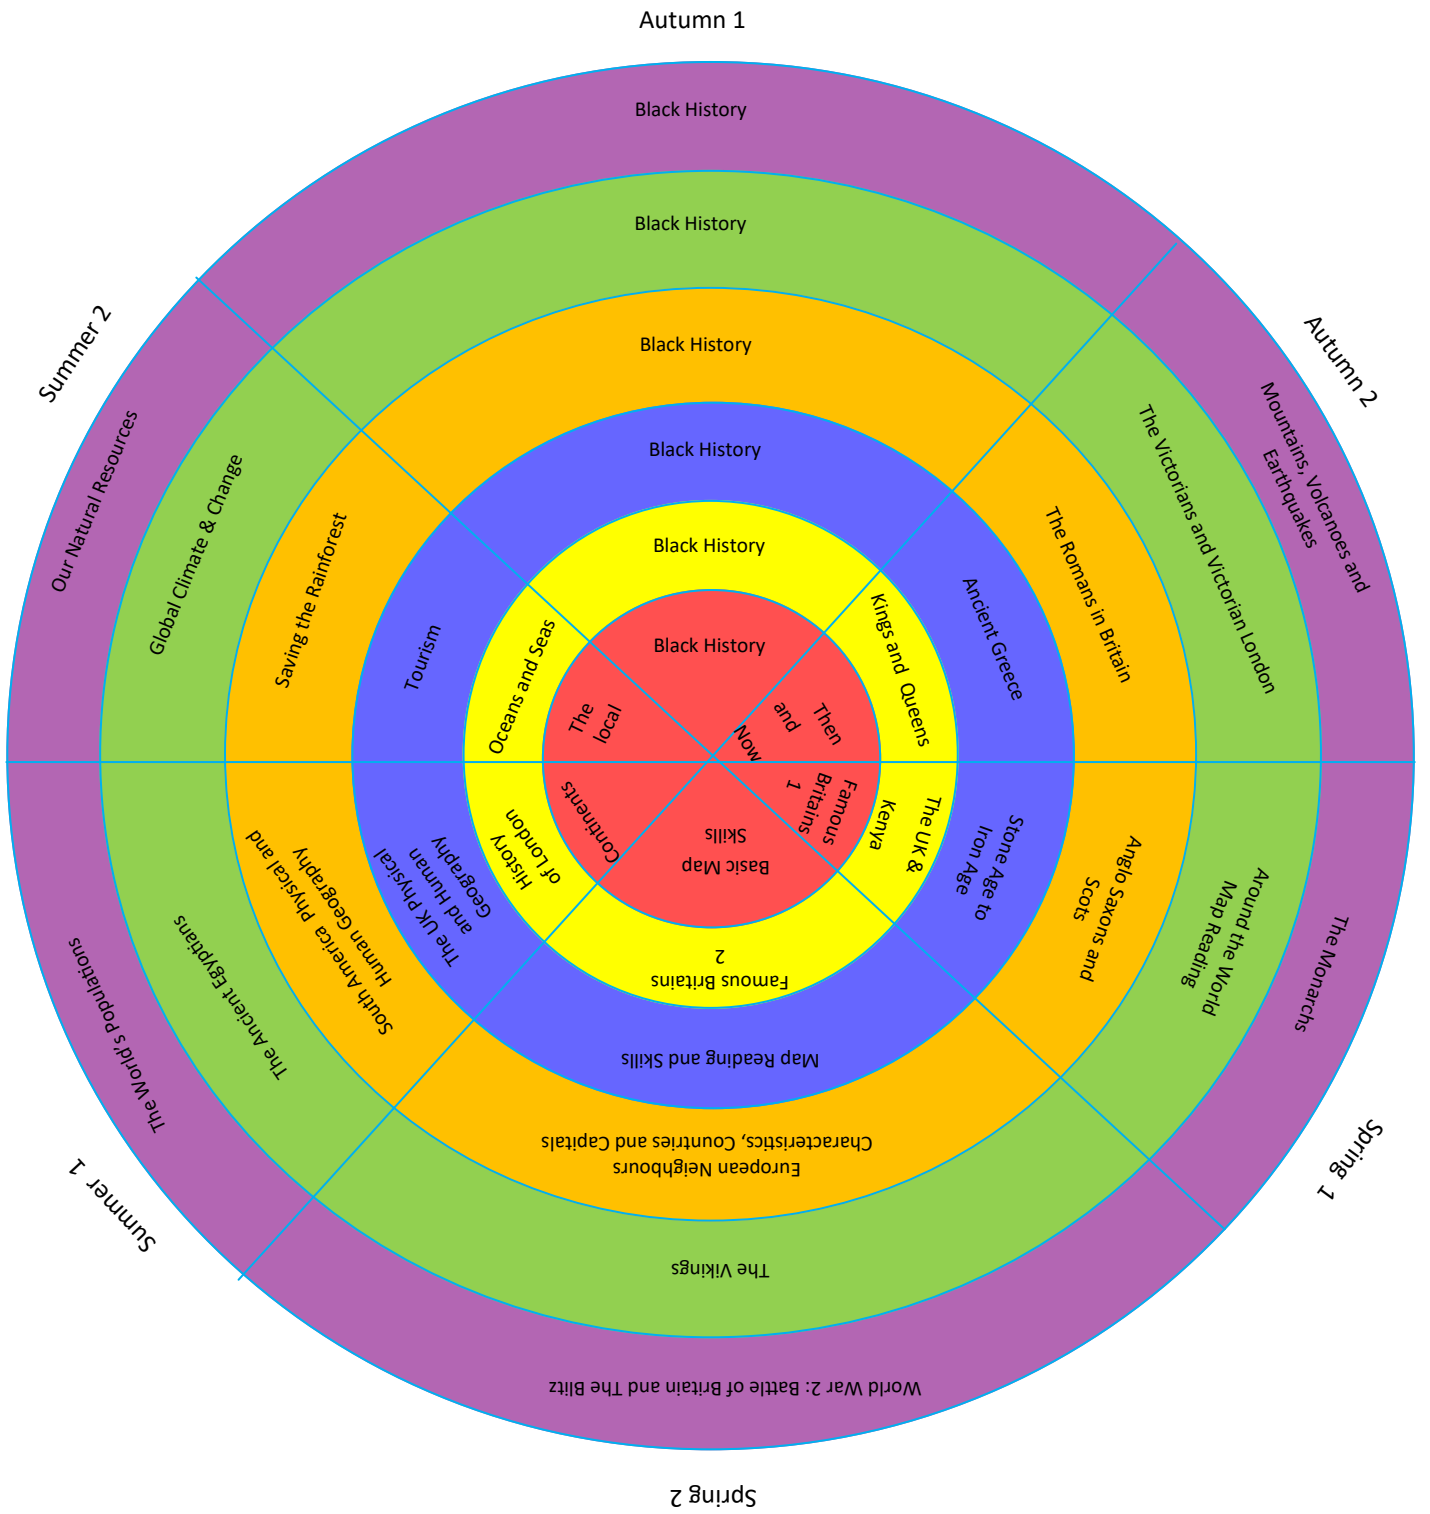 Autumn 1
Black History
Black History
Black History
Black History
Black History
Black History
Autumn 2
Mountains, Volcanoes and
Earthquakes
The Victorians and Victorian London
The Romans in Britain
Ancient Greece
Kings and Queens
Then
and
Now
Spring 1
The Monarchs
Around the World
Map Reading
Anglo Saxons and
Scots
Stone Age to
Iron Age
The UK &
Kenya
Famous
Britains
1
Spring 2
World War 2: Battle of Britain and The Blitz
The Vikings
European Neighbours
Characteristics, Countries and Capitals
Map Reading and Skills
Famous Britains
2
Basic Map
Skills
Summer 1
The World's Populations
The Ancient Egyptians
South America Physical and
Human Geography
The UK Physical
and Human
Geography
History
of London
Continents
Summer 2
Our Natural Resources
Global Climate & Change
Saving the Rainforest
Tourism
Oceans and Seas
The
local